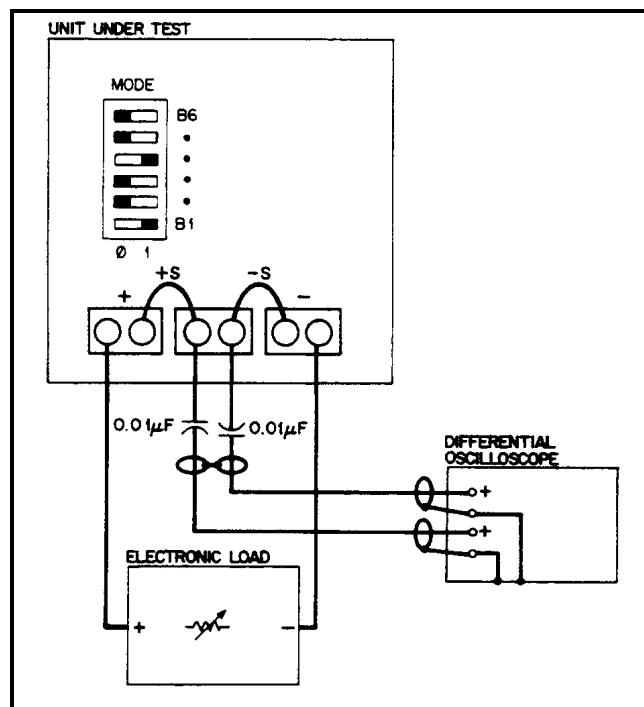 UNIT UNDER TEST
MODE
B6
B1
Ø 1
+S -S
+ -
0.01µF 0.01µF
DIFFERENTIAL
OSCILLOSCOPE
+
+
ELECTRONIC LOAD
+ -